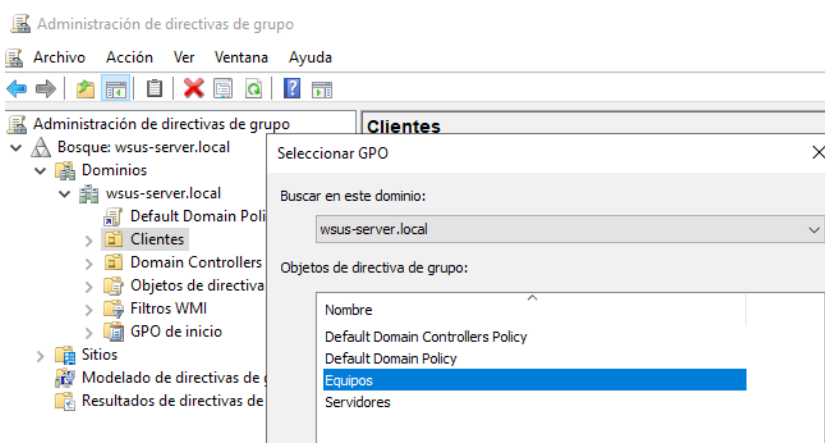 Administración de directivas de grupo
Archivo Acción Ver Ventana Ayuda
Administración de directivas de grupo
Bosque: wsus-server.local
Dominios
wsus-server.local
Default Domain Poli
Clientes
Domain Controllers
Objetos de directiva
Filtros WMI
GPO de inicio
Sitios
Modelado de directivas de
Resultados de directivas de
Clientes
Seleccionar GPO
Buscar en este dominio:
wsus-server.local
Objetos de directiva de grupo:
Nombre
Default Domain Controllers Policy
Default Domain Policy
Equipos
Servidores